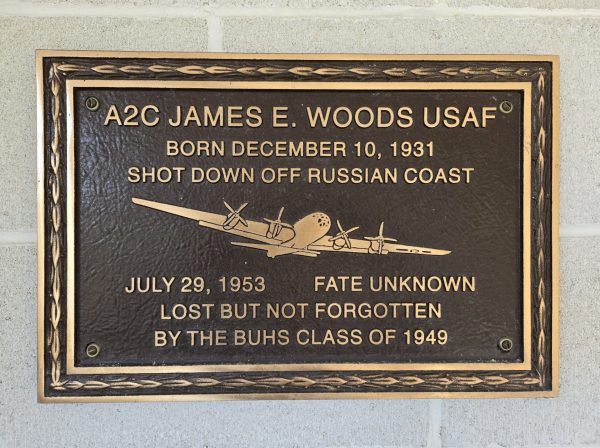 A2C JAMES E. WOODS USAF
BORN DECEMBER 10, 1931
SHOT DOWN OFF RUSSIAN COAST
JULY 29, 1953 FATE UNKNOWN
LOST BUT NOT FORGOTTEN
BY THE BUHS CLASS OF 1949